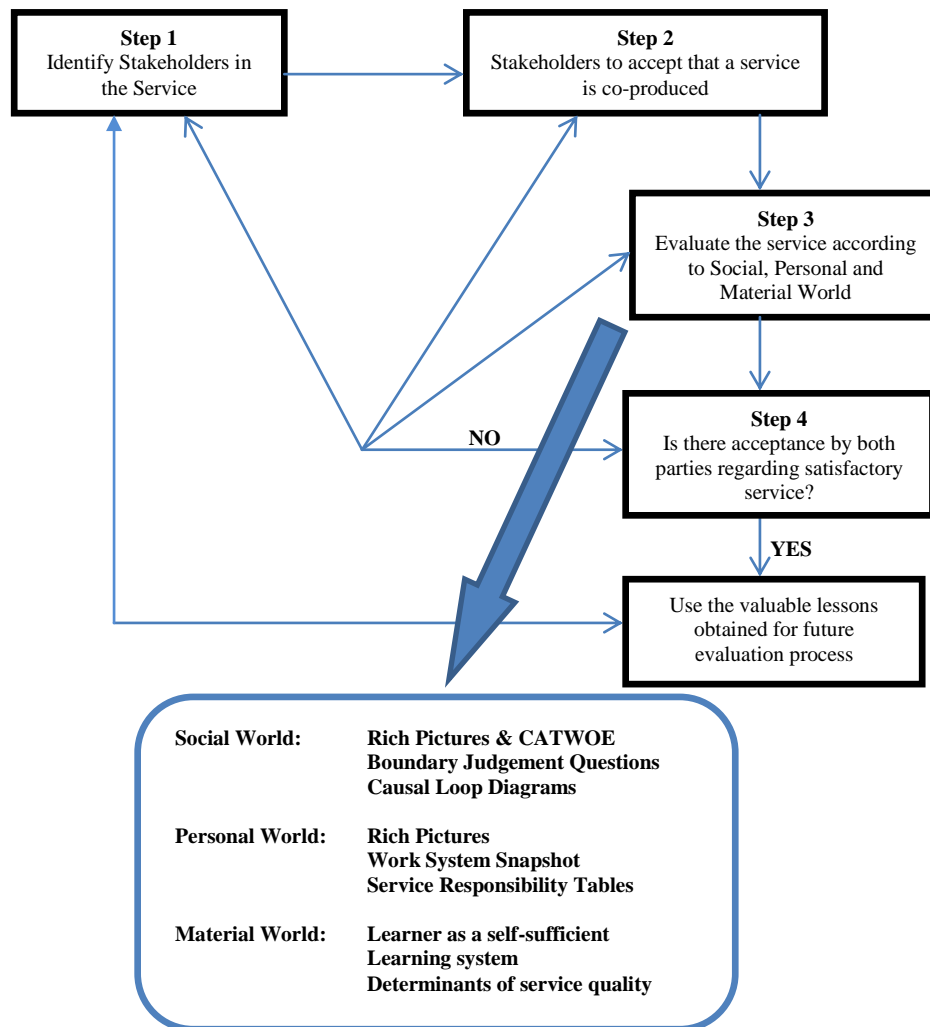 Step 1
Identify Stakeholders in
the Service
Step 2
Stakeholders to accept that a service
is co-produced
Step 3
Evaluate the service according
to Social, Personal and
Material World
Step 4
Is there acceptance by both
parties regarding satisfactory
service?
NO
YES
Use the valuable lessons
obtained for future
evaluation process
Social World: Rich Pictures & CATWOE
Boundary Judgement Questions
Causal Loop Diagrams
Personal World: Rich Pictures
Work System Snapshot
Service Responsibility Tables
Material World: Learner as a self-sufficient
Learning system
Determinants of service quality